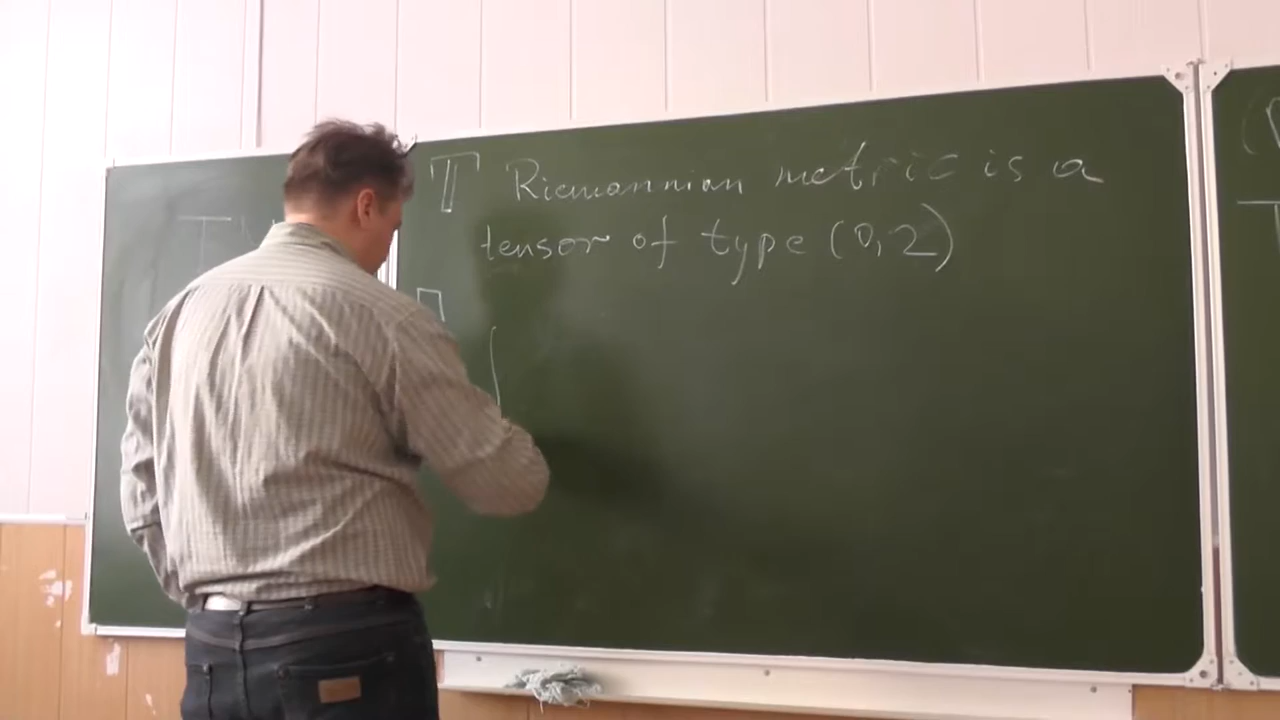 T Riemannian metric is a
tensor of type (0,2)